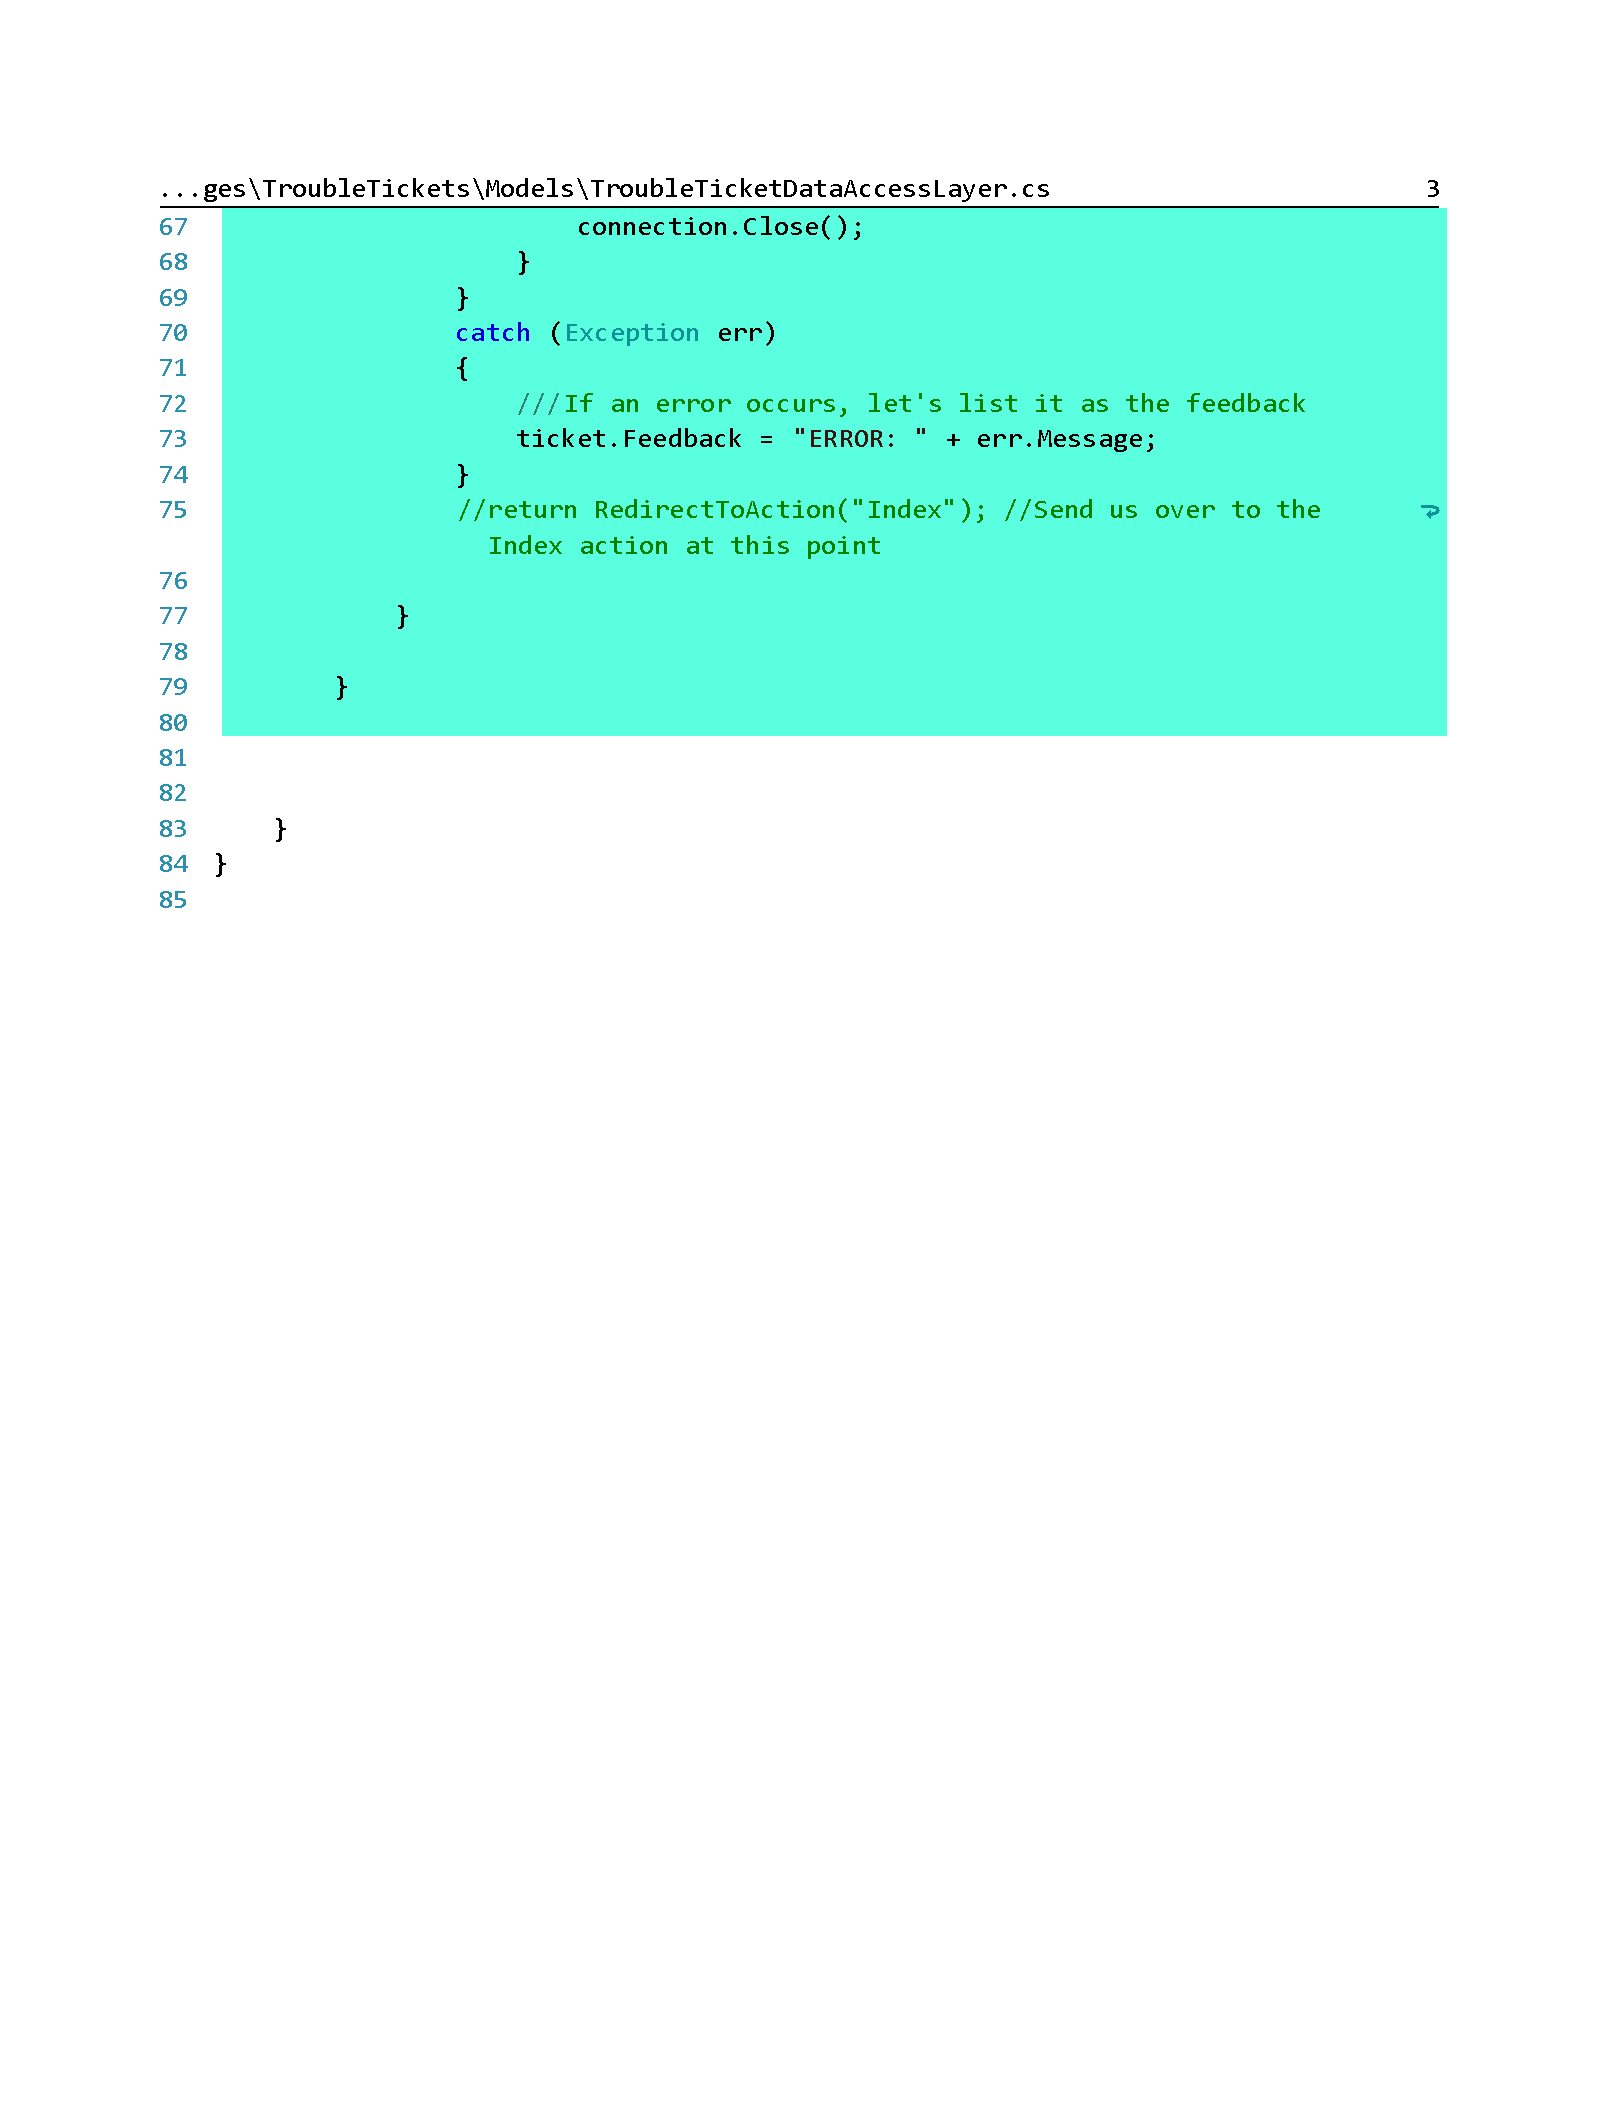 ...ges\TroubleTickets\Models\TroubleTicketDataAccessLayer.cs 3
67 connection.Close();
68 }
69 }
70 catch (Exception err)
71 {
72 ///If an error occurs, let's list it as the feedback
73 ticket.Feedback = "ERROR: " + err.Message;
74 }
75 //return RedirectToAction("Index"); //Send us over to the
Index action at this point
76
77 }
78
79 }
80
81
82
83 }
84 }
85